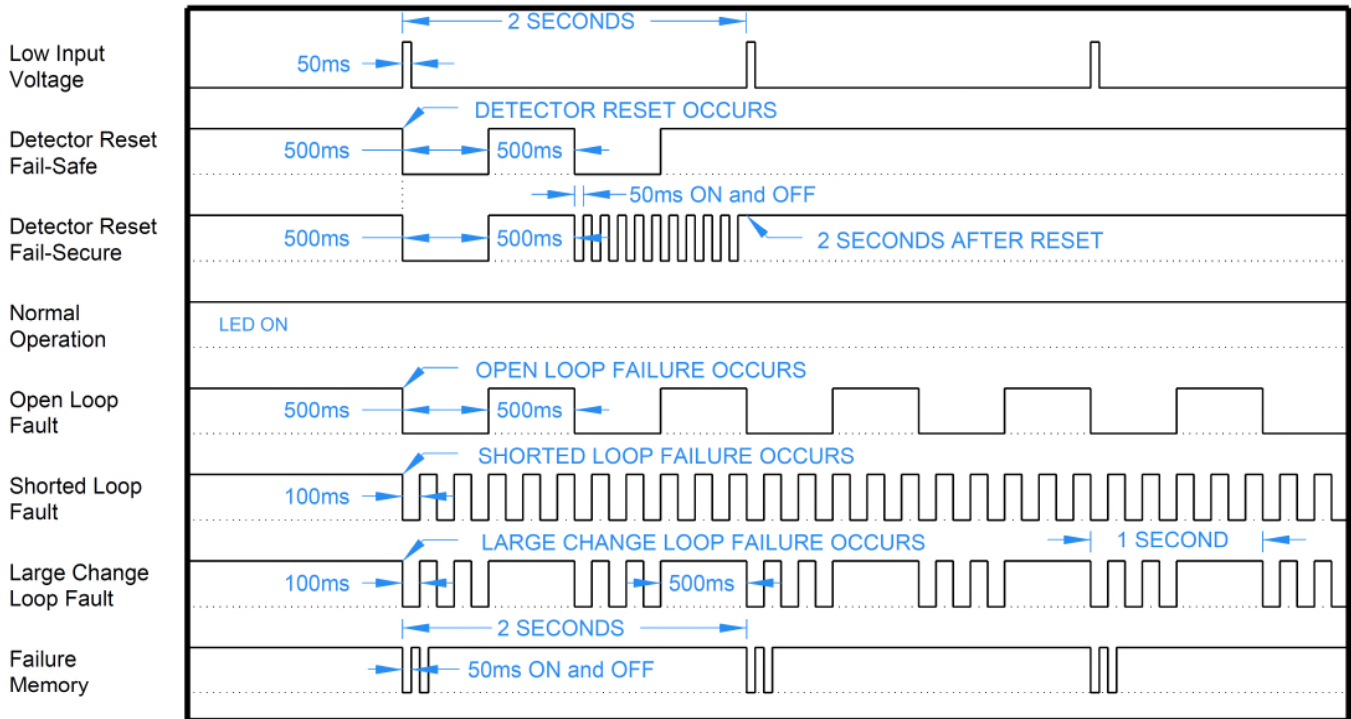 2 SECONDS
Low Input
Voltage
50ms
DETECTOR RESET OCCURS
Detector Reset
Fail-Safe
500ms
500ms
50ms ON and OFF
Detector Reset
Fail-Secure
500ms
500ms
2 SECONDS AFTER RESET
Normal
Operation
LED ON
OPEN LOOP FAILURE OCCURS
Open Loop
Fault
500ms
500ms
SHORTED LOOP FAILURE OCCURS
Shorted Loop
Fault
100ms
1 SECOND
LARGE CHANGE LOOP FAILURE OCCURS
Large Change
Loop Fault
100ms
500ms
2 SECONDS
Failure
Memory
50ms ON and OFF